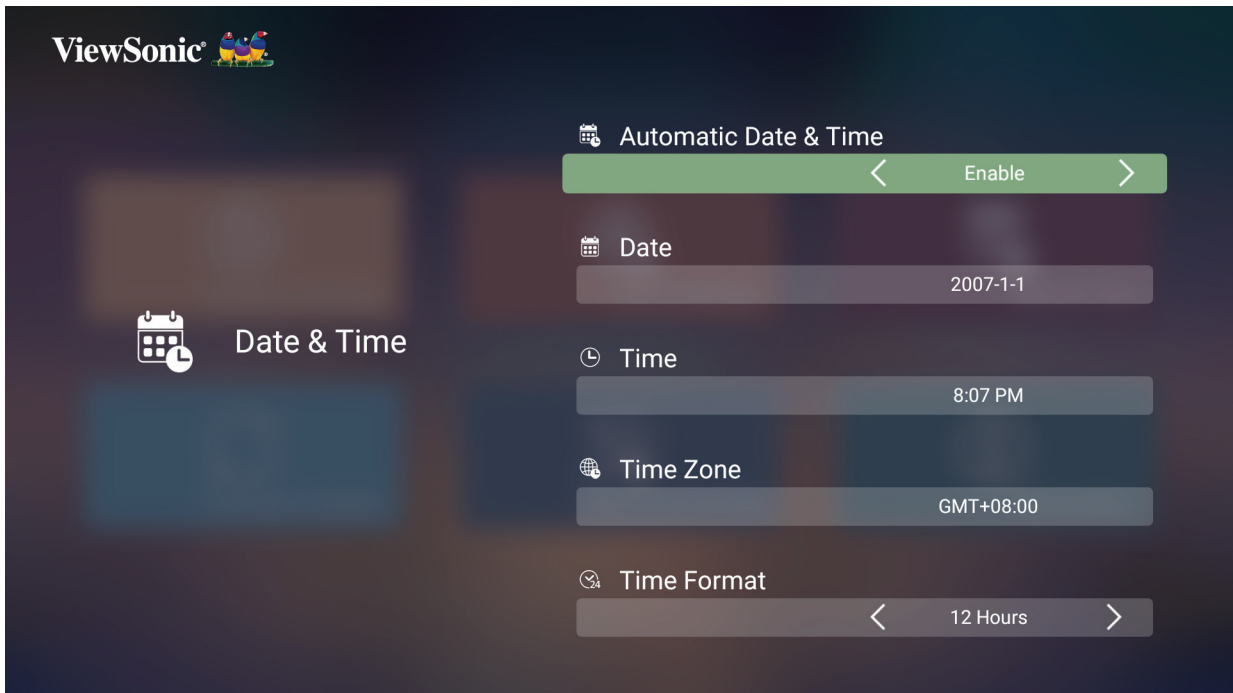 ViewSonic®
Automatic Date & Time
Enable
Date
2007-1-1
Date & Time
Time
8:07 PM
Time Zone
GMT+08:00
24
Time Format
12 Hours